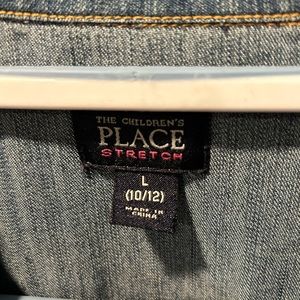 THE CHILDREN'S
PLACE
STRETCH
L
(10/12)
MADE IN
CHINA